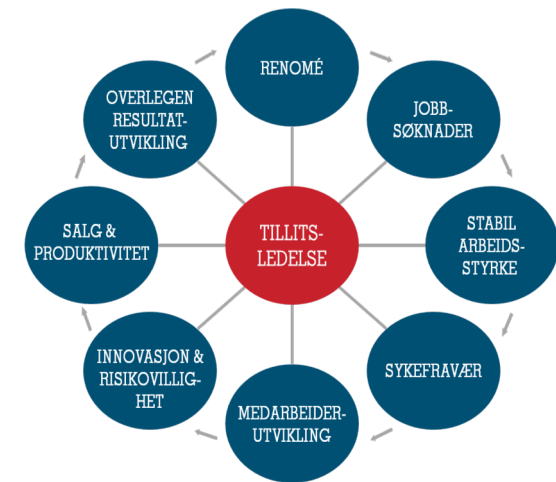 RENOMÉ
JOBB-
SØKNADER
STABIL
ARBEIDS-
STYRKE
SYKEFRAVÆR
MEDARBEIDER-
UTVIKLING
INNOVASJON &
RISIKOVILLIG-
HET
SALG &
PRODUKTIVITET
OVERLEGEN
RESULTAT-
UTVIKLING
TILLITS-
LEDELSE